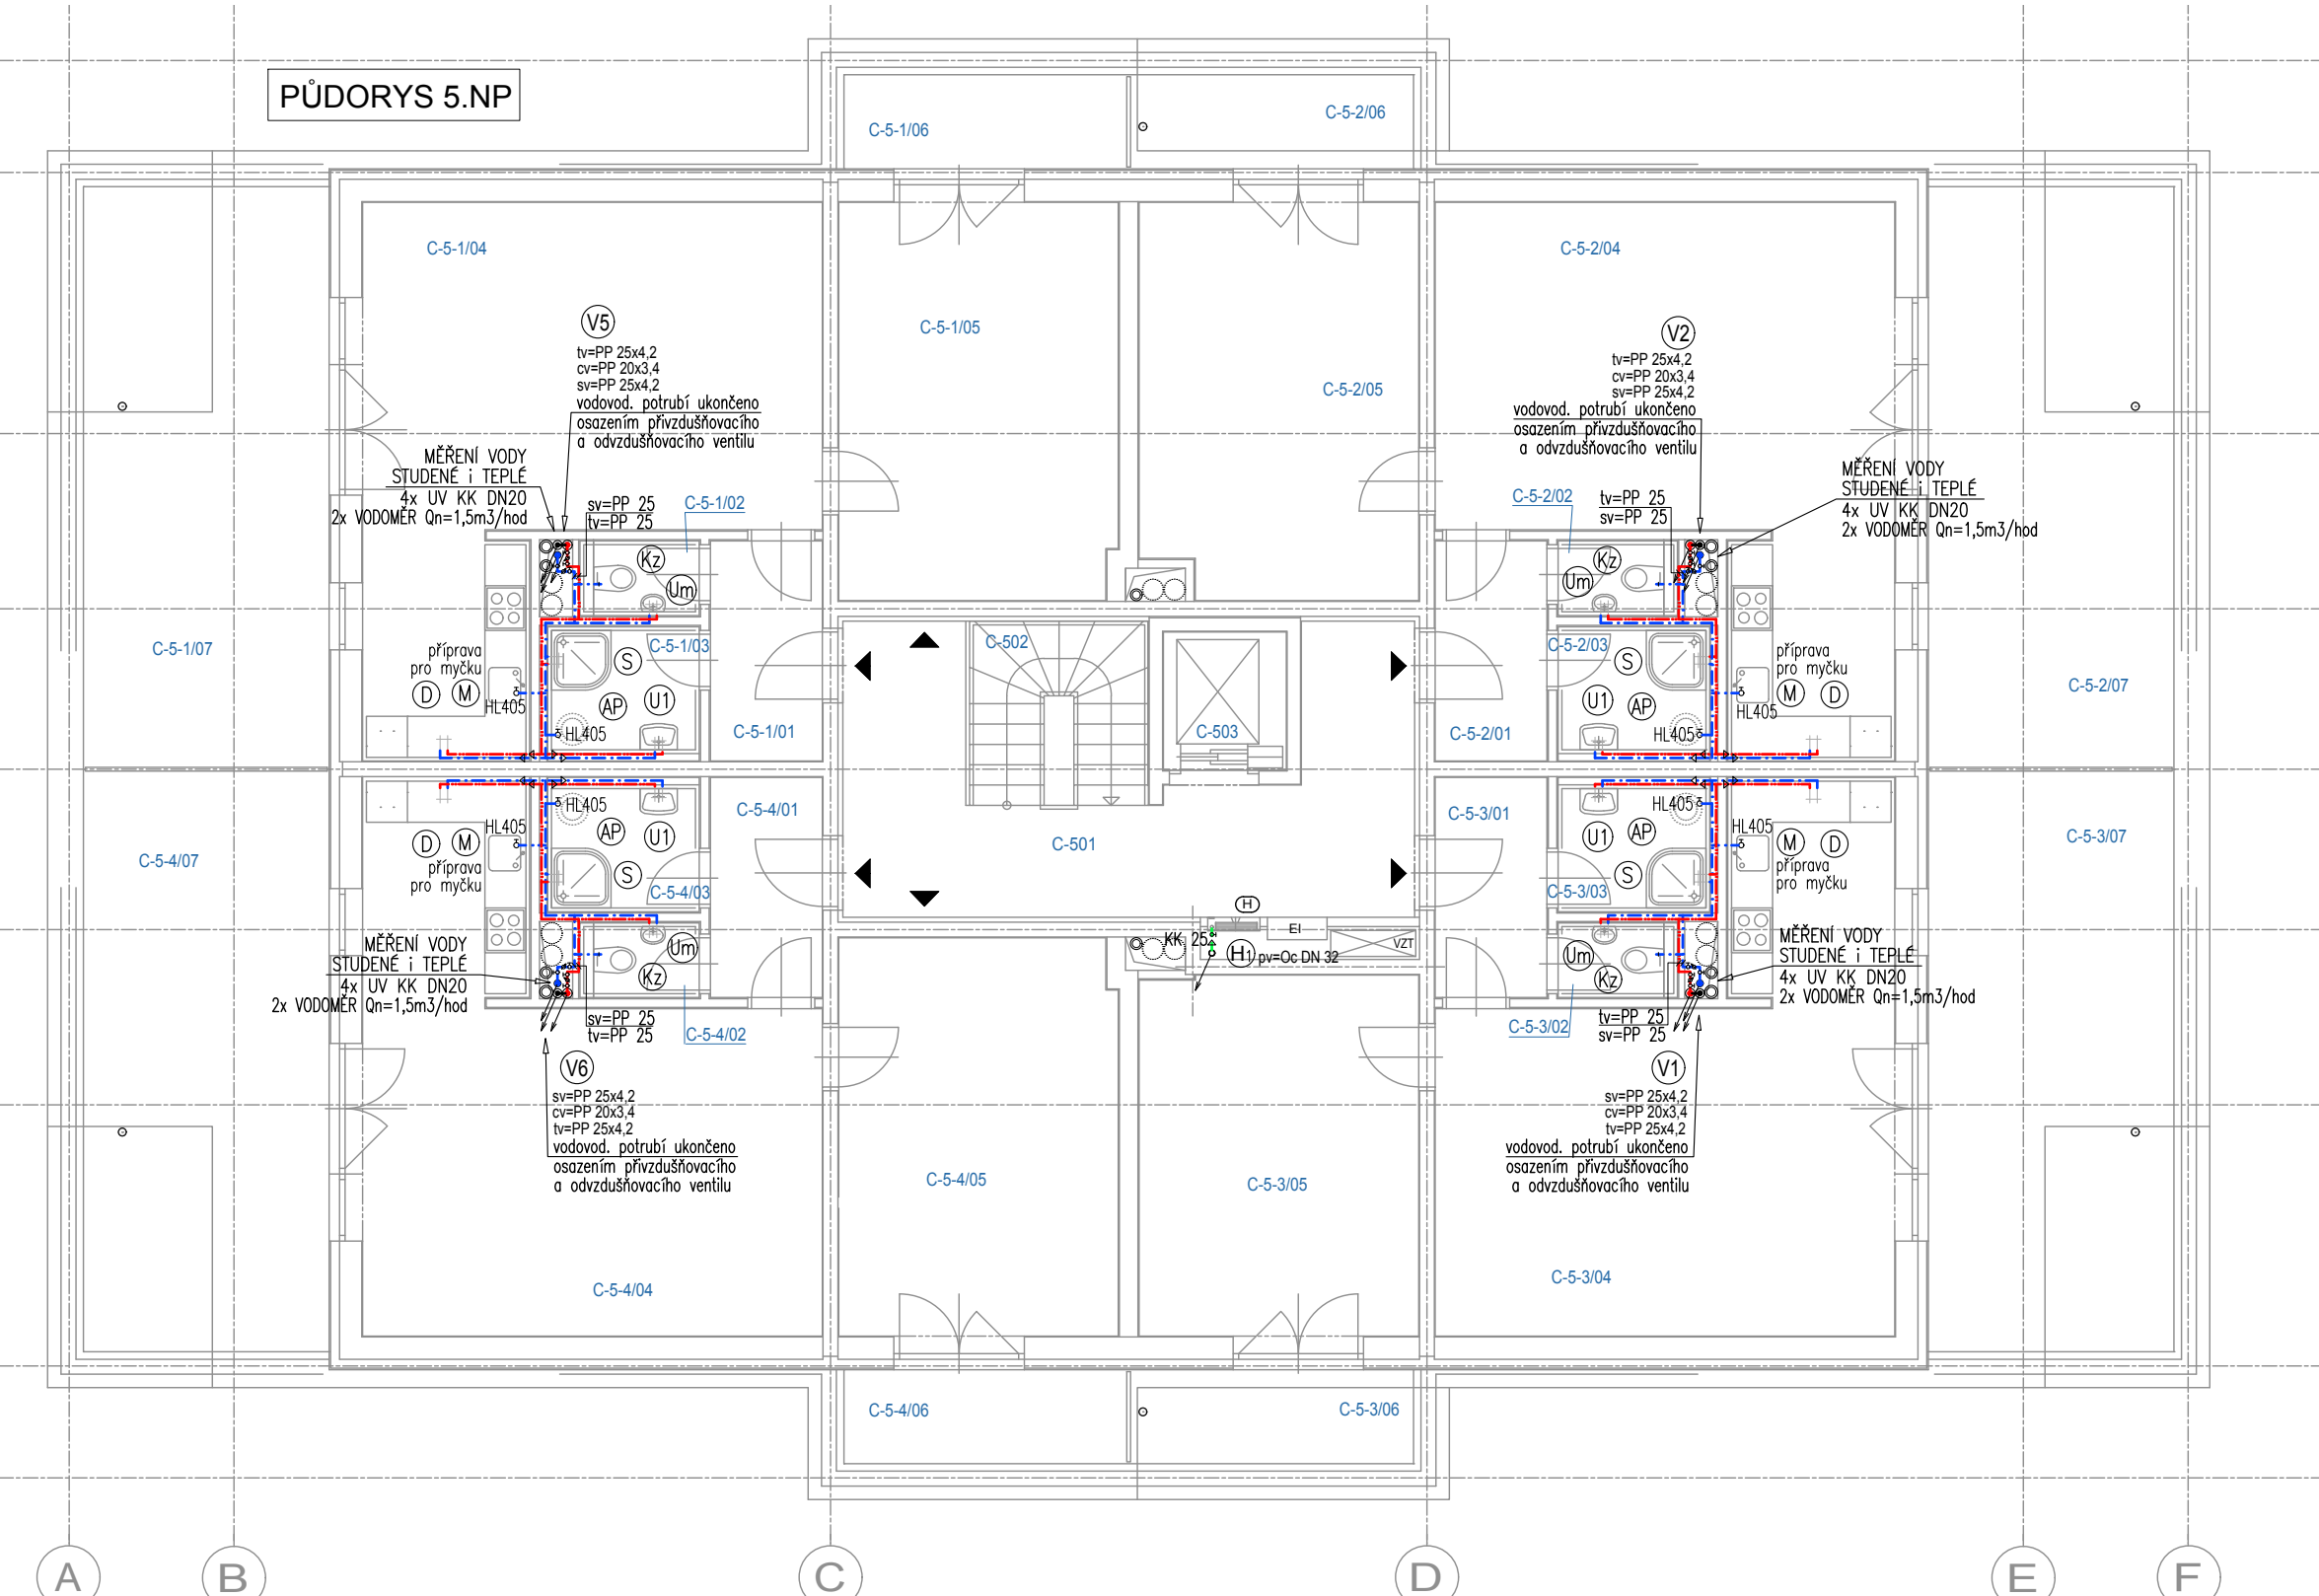 PŮDORYS 5.NP
C-5-1/06
C-5-2/06
C-5-1/04
C-5-1/05
C-5-2/05
C-5-2/04
V5
tv=PP 25x4,2
cv=PP 20x3,4
sv=PP 25x4,2
vodovod. potrubí ukončeno
osazením přivzdušňovacího
a odvzdušňovacího ventilu
MĚŘENÍ VODY
STUDENÉ i TEPLÉ
4x UV KK DN20
2x VODOMĚR Qn=1,5m3/hod
sv=PP 25
tv=PP 25
C-5-1/02
Kz
Um
V2
tv=PP 25x4,2
cv=PP 20x3,4
sv=PP 25x4,2
vodovod. potrubí ukončeno
osazením přivzdušňovacího
a odvzdušňovacího ventilu
C-5-2/02
tv=PP 25
sv=PP 25
MĚŘENÍ VODY
STUDENÉ i TEPLÉ
4x UV KK DN20
2x VODOMĚR Qn=1,5m3/hod
Kz
Um
C-5-1/07
příprava
pro myčku
D
M
HL405
S
C-5-1/03
AP
U1
HL405
C-5-1/01
C-502
C-503
C-5-2/01
C-5-2/03
S
U1
AP
HL405
příprava
pro myčku
M
D
HL405
C-5-2/07
C-5-4/07
D
M
HL405
příprava
pro myčku
HL405
AP
U1
S
C-5-4/03
C-5-4/01
C-501
C-5-3/01
C-5-3/03
HL405
U1
AP
S
HL405
M
D
příprava
pro myčku
C-5-3/07
MĚŘENÍ VODY
STUDENÉ i TEPLÉ
4x UV KK DN20
2x VODOMĚR Qn=1,5m3/hod
Um
Kz
sv=PP 25
tv=PP 25
C-5-4/02
H
KK 25
H1
pv=Oc DN 32
EI
VZT
Um
Kz
tv=PP 25
sv=PP 25
C-5-3/02
MĚŘENÍ VODY
STUDENÉ i TEPLÉ
4x UV KK DN20
2x VODOMĚR Qn=1,5m3/hod
V6
sv=PP 25x4,2
cv=PP 20x3,4
tv=PP 25x4,2
vodovod. potrubí ukončeno
osazením přivzdušňovacího
a odvzdušňovacího ventilu
V1
sv=PP 25x4,2
cv=PP 20x3,4
tv=PP 25x4,2
vodovod. potrubí ukončeno
osazením přivzdušňovacího
a odvzdušňovacího ventilu
C-5-4/05
C-5-3/05
C-5-4/04
C-5-3/04
C-5-4/06
C-5-3/06
A
B
C
D
E
F